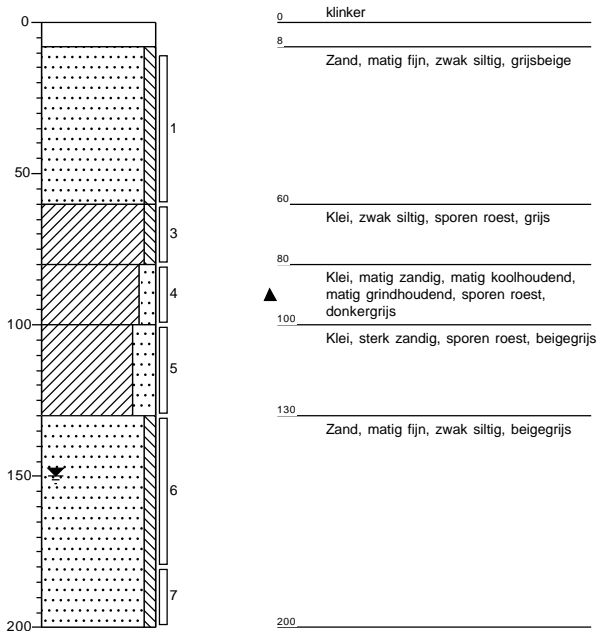 0
50
100
150
200
1
3
4
5
6
7
0
klinker
8
Zand, matig fijn, zwak siltig, grijsbeige
60
Klei, zwak siltig, sporen roest, grijs
80
Klei, matig zandig, matig koolhoudend,
matig grindhoudend, sporen roest,
donkergrijs
100
Klei, sterk zandig, sporen roest, beigegrijs
130
Zand, matig fijn, zwak siltig, beigegrijs
200